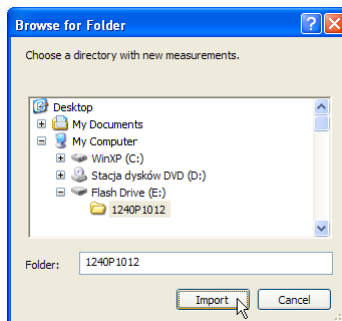 Browse for Folder
Choose a directory with new measurements.
Desktop
My Documents
My Computer
WinXP (C:)
Stacja dysków DVD (D:)
Flash Drive (E:)
1240P1012
Folder: 1240P1012
Import Cancel